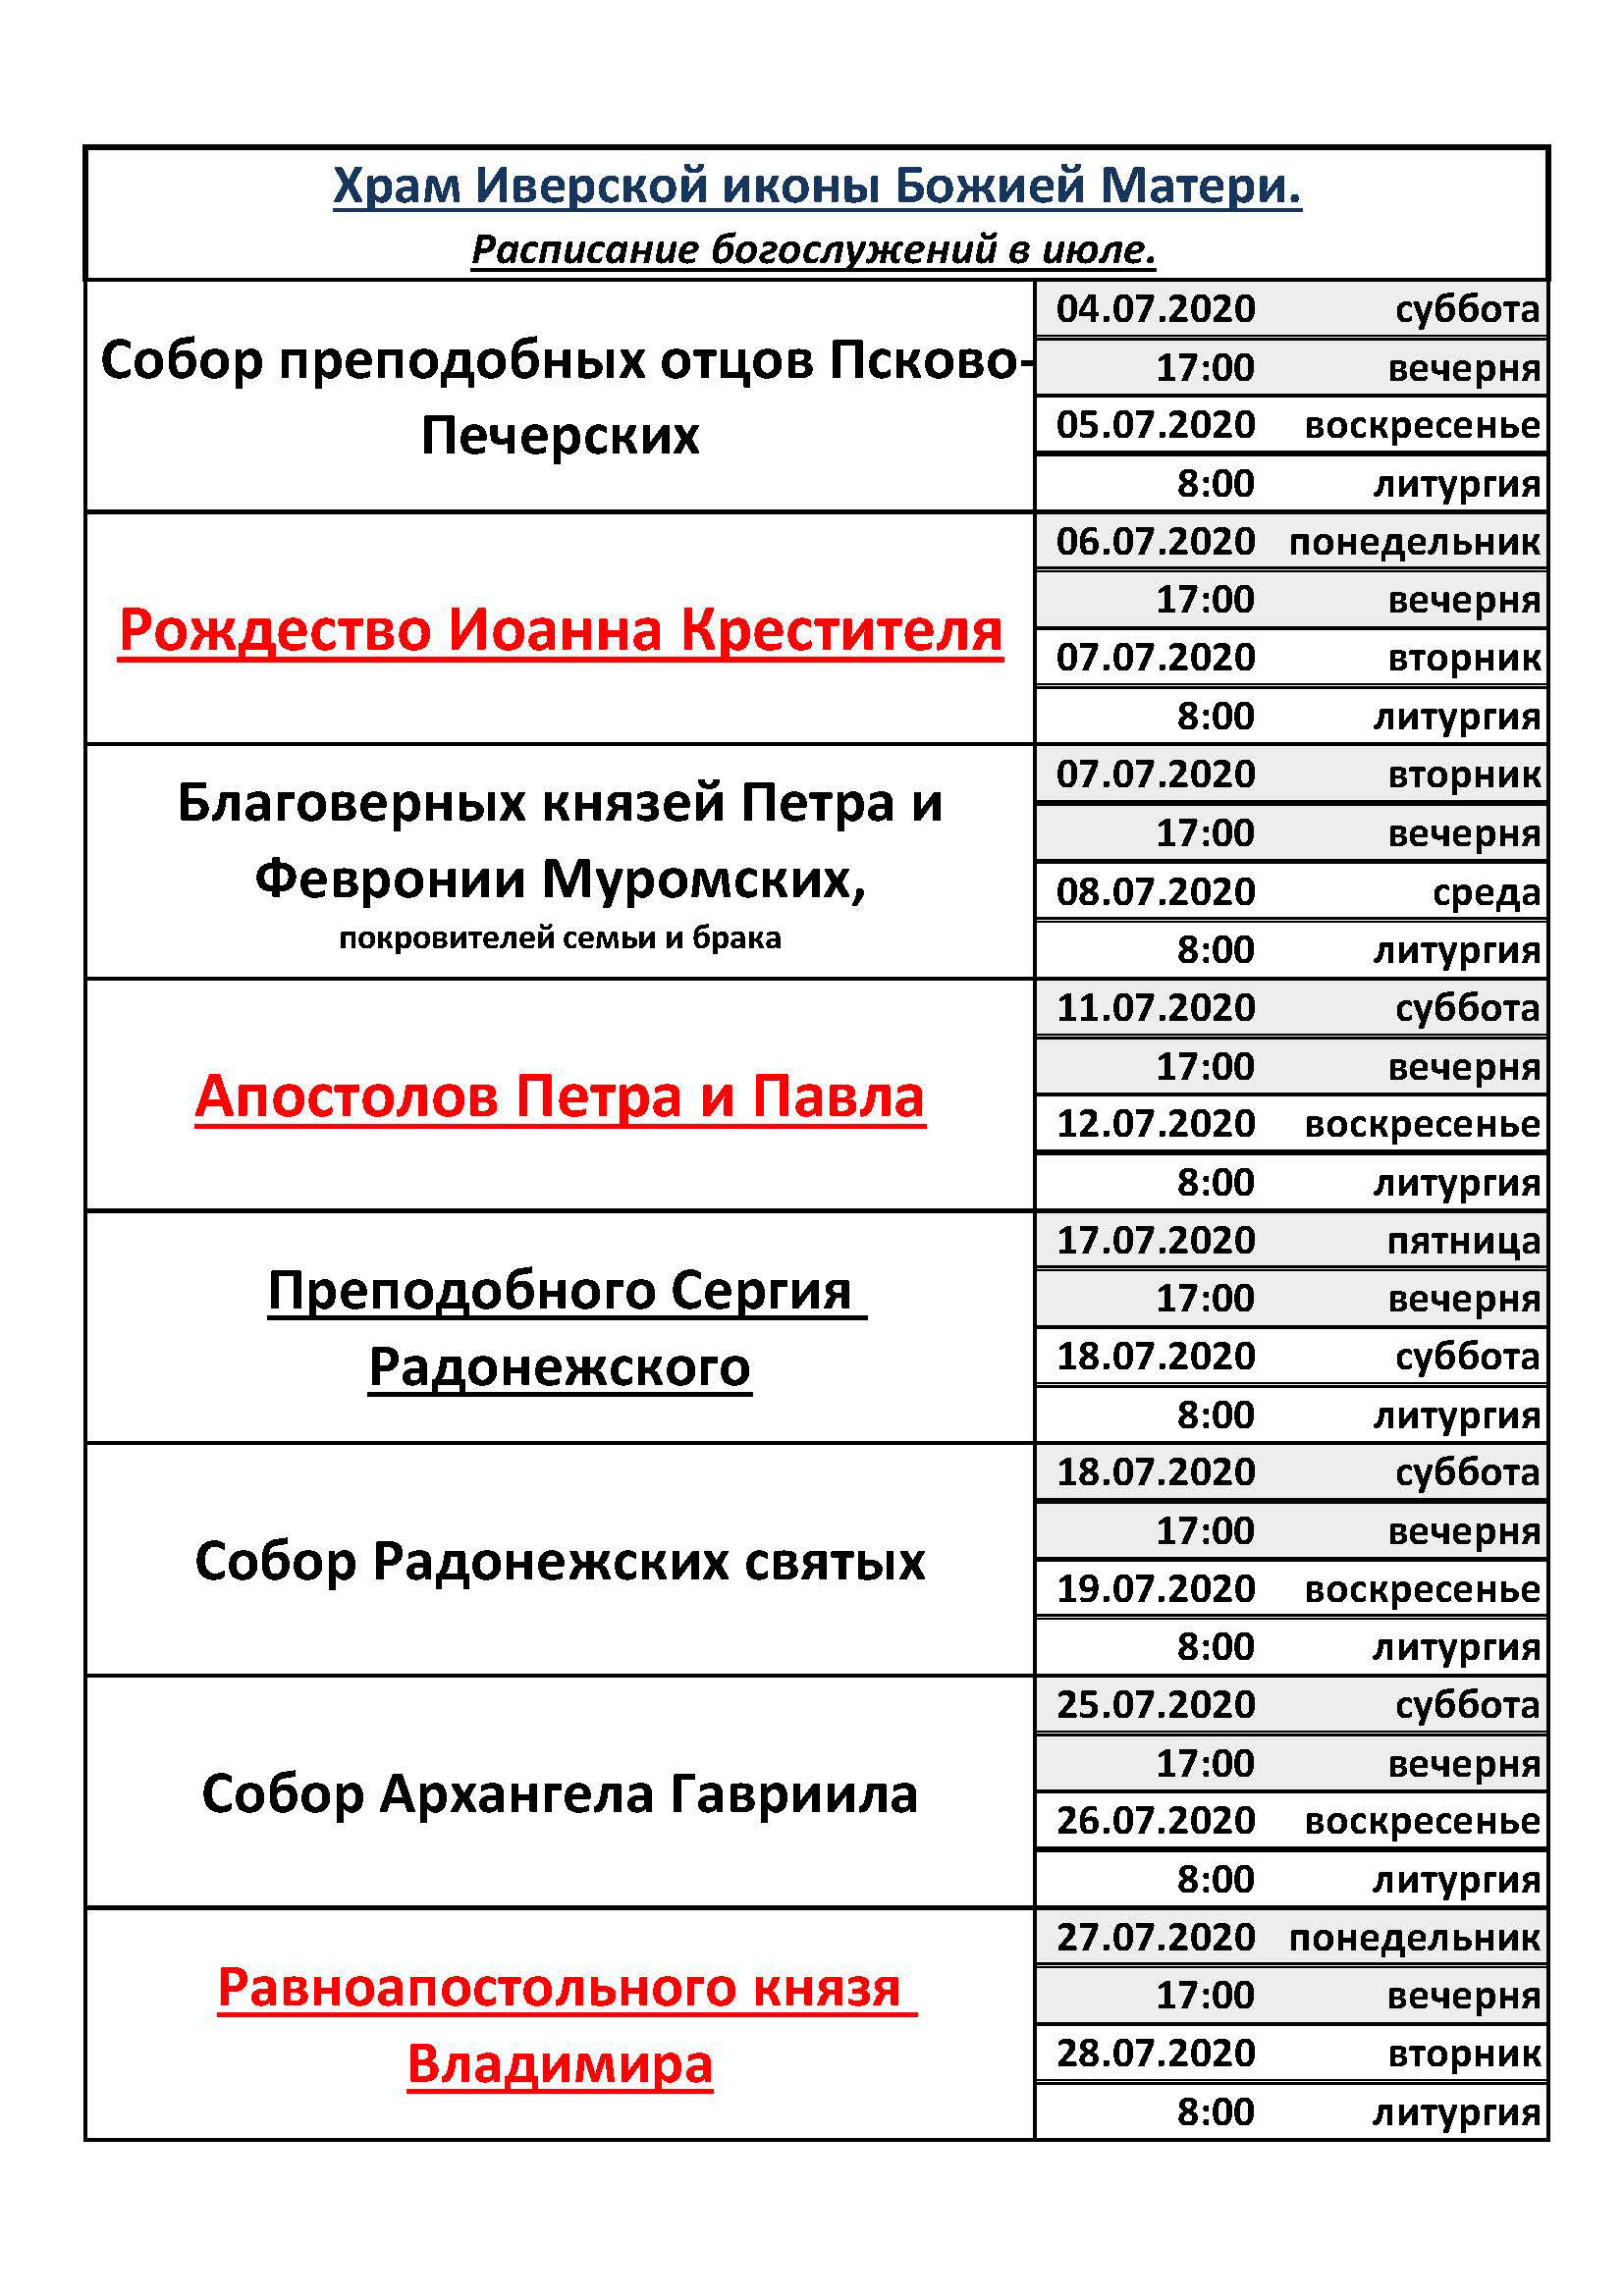 Храм Иверской иконы Божией Матери.
Расписание богослужений в июле.
Собор преподобных отцов Псково-
Печерских
04.07.2020 суббота
17:00 вечерня
05.07.2020 воскресенье
8:00 литургия
Рождество Иоанна Крестителя
06.07.2020 понедельник
17:00 вечерня
07.07.2020 вторник
8:00 литургия
Благоверных князей Петра и
Февронии Муромских,
покровителей семьи и брака
07.07.2020 вторник
17:00 вечерня
08.07.2020 среда
8:00 литургия
Апостолов Петра и Павла
11.07.2020 суббота
17:00 вечерня
12.07.2020 воскресенье
8:00 литургия
Преподобного Сергия
Радонежского
17.07.2020 пятница
17:00 вечерня
18.07.2020 суббота
8:00 литургия
Собор Радонежских святых
18.07.2020 суббота
17:00 вечерня
19.07.2020 воскресенье
8:00 литургия
Собор Архангела Гавриила
25.07.2020 суббота
17:00 вечерня
26.07.2020 воскресенье
8:00 литургия
Равноапостольного князя
Владимира
27.07.2020 понедельник
17:00 вечерня
28.07.2020 вторник
8:00 литургия